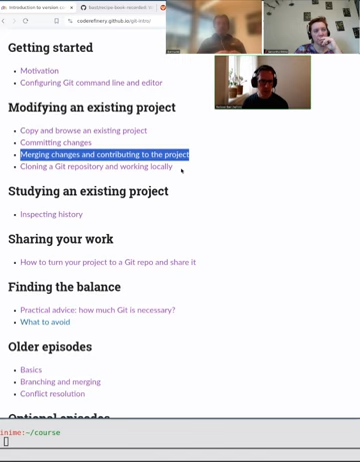 coderefinery.github.io/git-intro/
Getting started
Motivation
Configuring Git command line and editor
Modifying an existing project
Copy and browse an existing project
Committing changes
Merging changes and contributing to the project
Cloning a Git repository and working locally
Studying an existing project
Inspecting history
Sharing your work
How to turn your project to a Git repo and share it
Finding the balance
Practical advice: how much Git is necessary?
What to avoid
Older episodes
Basics
Branching and merging
Conflict resolution
Optional episodes
inime:~/course